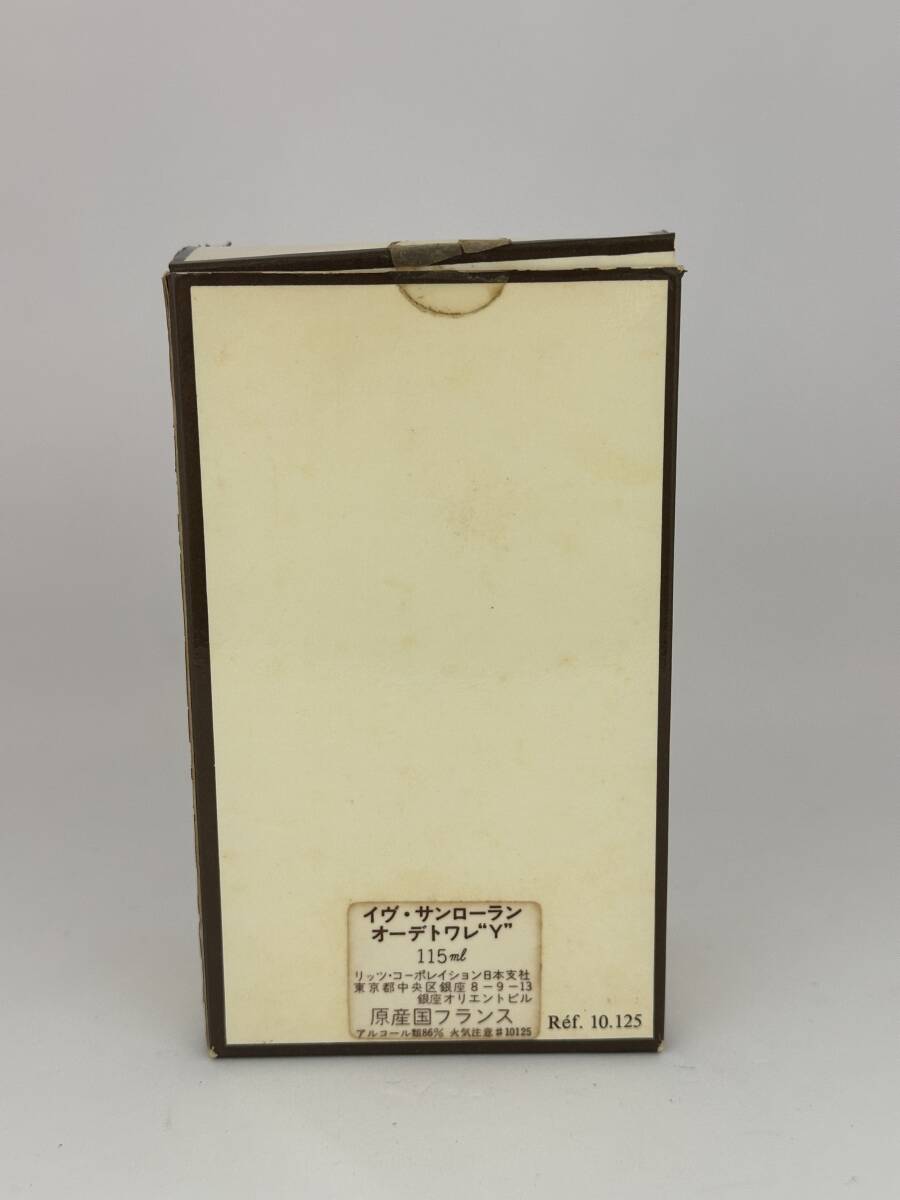 イヴ・サンローラン
オーデトワレ“Y”
115ml
リッツ・コーポレイション日本支社
東京都中央区銀座8-9-13
銀座オリエントビル
原産国フランス
アルコール類86% 火気注意 #10125
Réf. 10.125